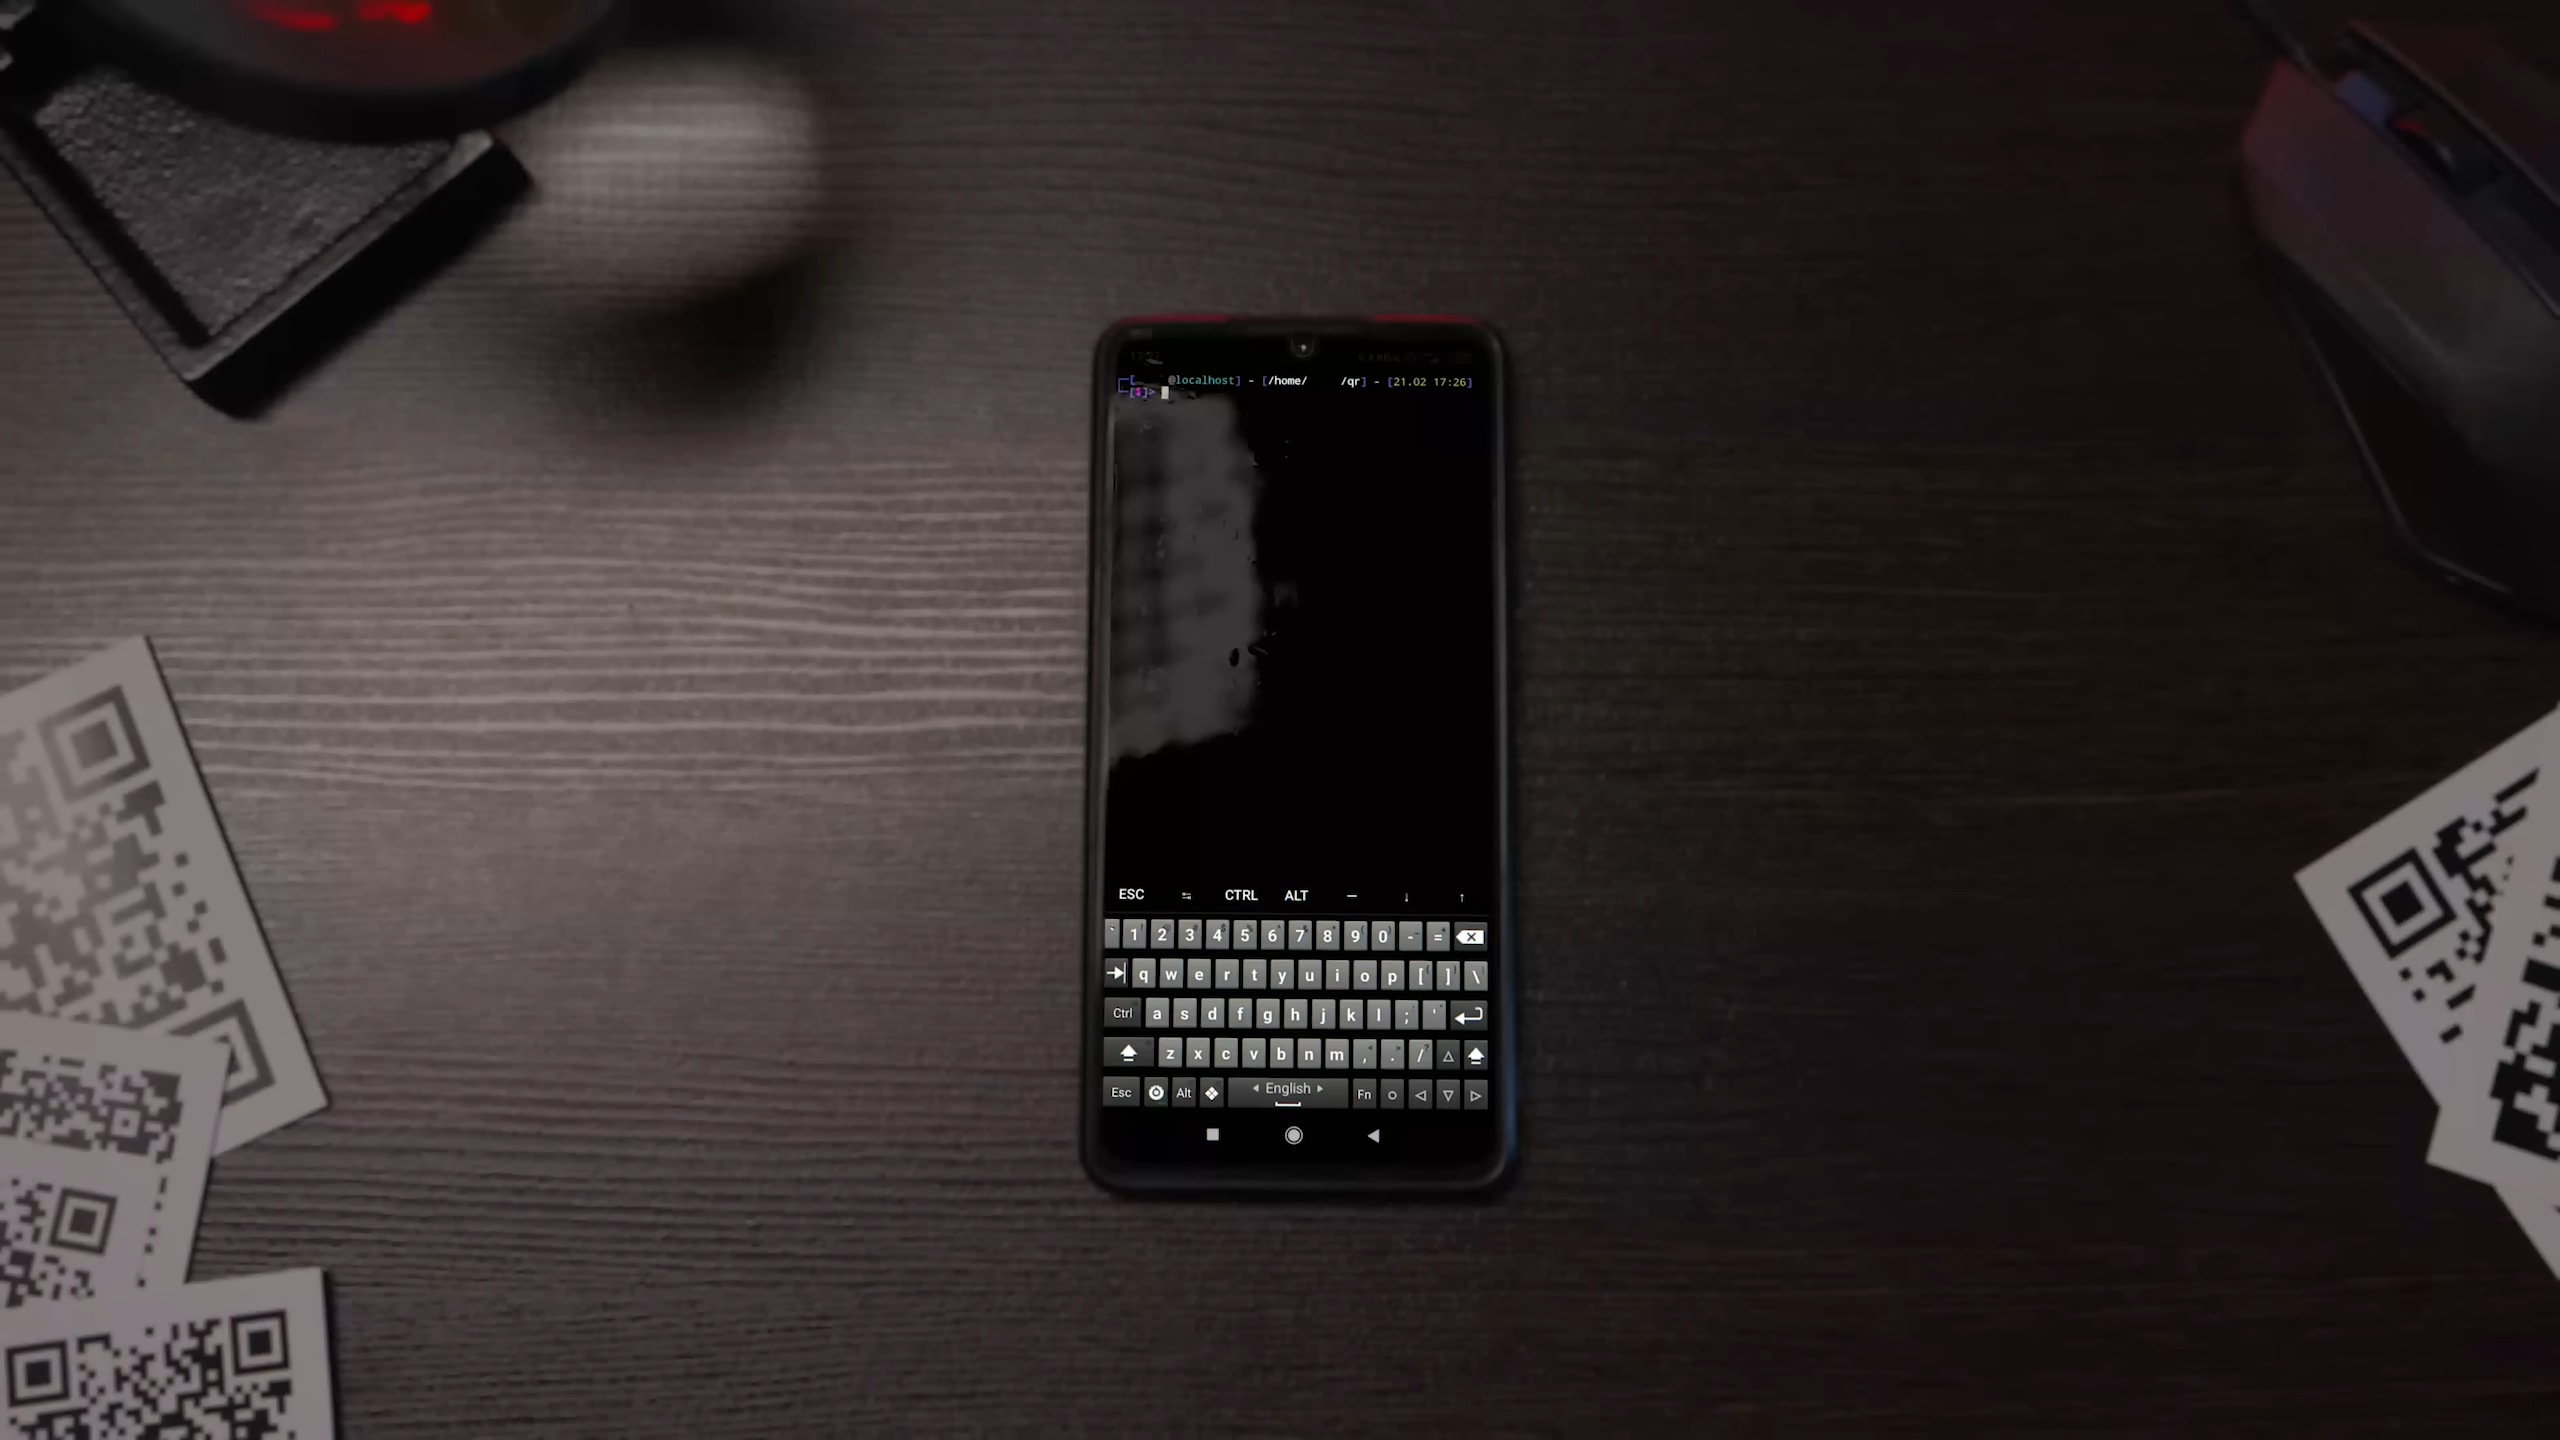 @localhost] - [/home/ /qr] - [21.02 17:26]
[$]>
ESC ⇆ CTRL ALT — ↓ ↑
` 1 2 3 4 5 6 7 8 9 0 - =
q w e r t y u i o p [ ] \
Ctrl a s d f g h j k l ; '
z x c v b n m , . /
Esc Alt English Fn